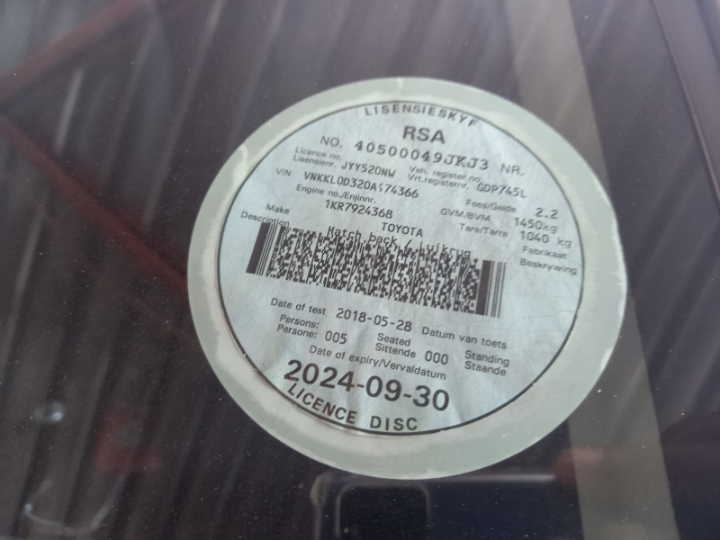 LISENSIESKYF
RSA
NO. 40500049JKJ3 NR.
Licence no. Veh. register no.
Lisensienr. JYY520NW Vrt.registernr. GDP745L
VIN VNKKL0D320A174366 Fees/Gelde 2.2
Engine no./Enjinnr. GVM/BVM 1450kg
1KR7924368 Tare/Tarra 1040 kg
Make TOYOTA Fabrikaat
Description Hatch back / Luikrug Beskrywing
Date of test 2018-05-28 Datum van toets
Persons: Seated Standing
Persone: 005 Sittende 000 Staande
Date of expiry/Vervaldatum
2024-09-30
LICENCE DISC